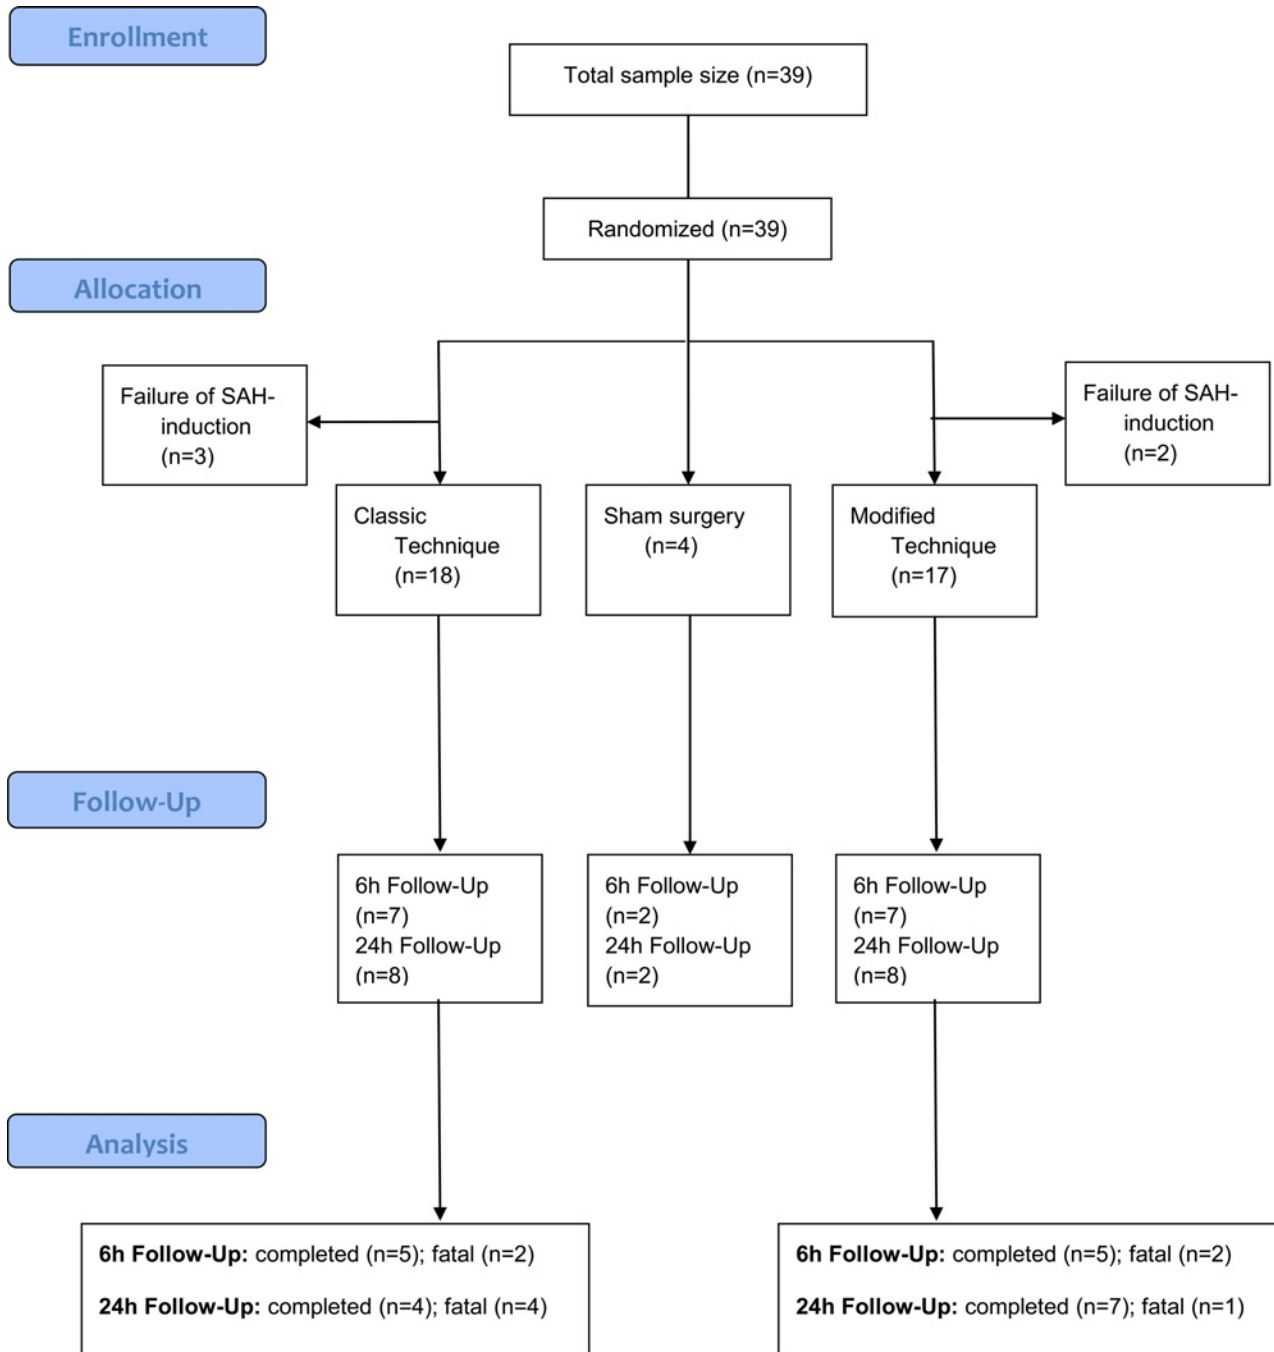 Enrollment
Total sample size (n=39)
Randomized (n=39)
Allocation
Failure of SAH-
induction
(n=3)
Failure of SAH-
induction
(n=2)
Classic
Technique
(n=18)
Sham surgery
(n=4)
Modified
Technique
(n=17)
Follow-Up
6h Follow-Up
(n=7)
24h Follow-Up
(n=8)
6h Follow-Up
(n=2)
24h Follow-Up
(n=2)
6h Follow-Up
(n=7)
24h Follow-Up
(n=8)
Analysis
6h Follow-Up: completed (n=5); fatal (n=2)
24h Follow-Up: completed (n=4); fatal (n=4)
6h Follow-Up: completed (n=5); fatal (n=2)
24h Follow-Up: completed (n=7); fatal (n=1)